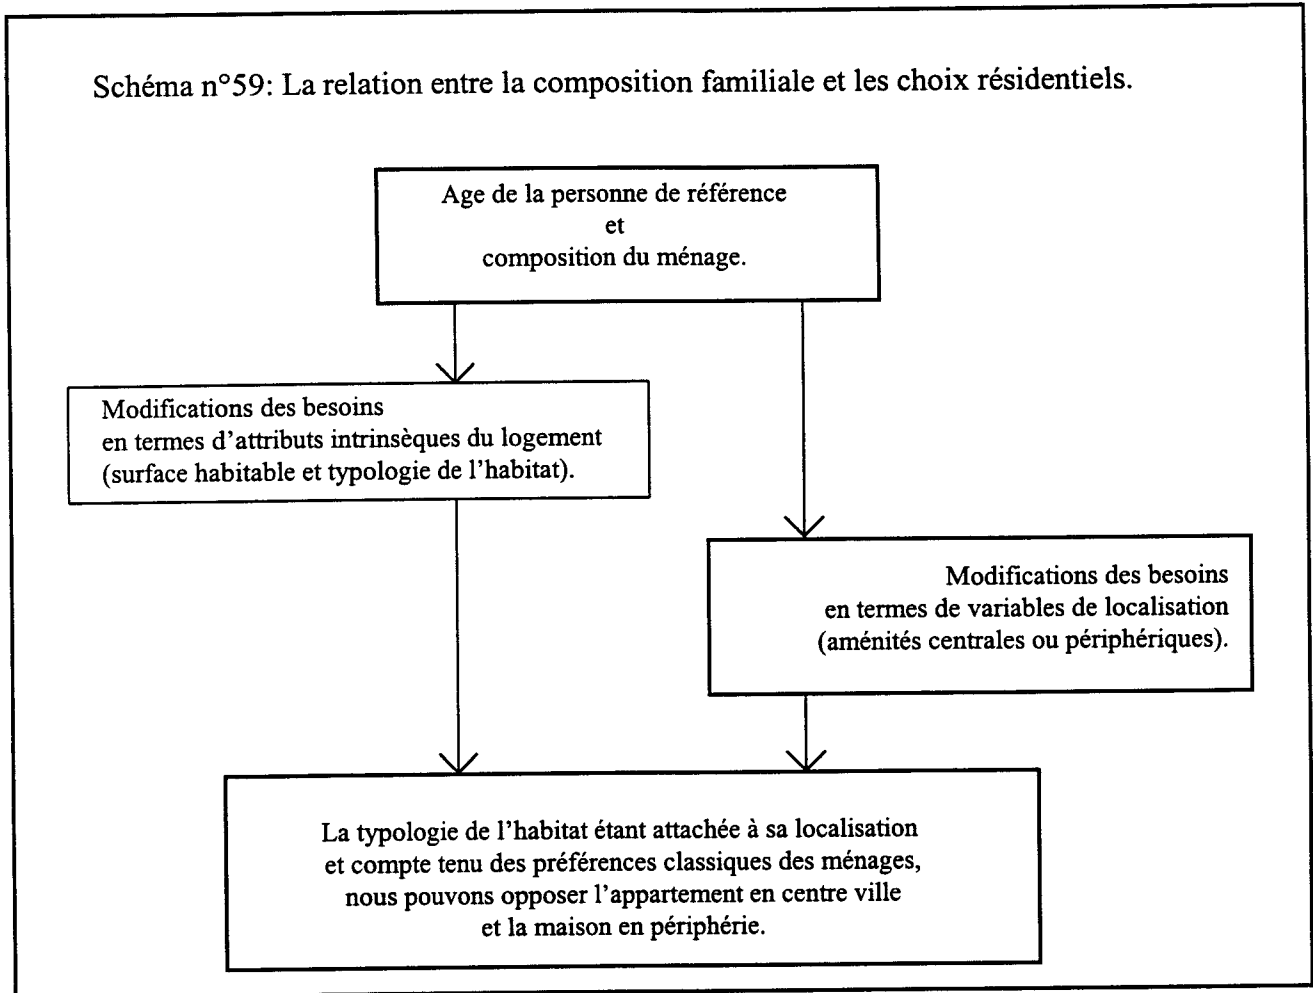 Schéma n°59: La relation entre la composition familiale et les choix résidentiels.
Age de la personne de référence
et
composition du ménage.
Modifications des besoins
en termes d'attributs intrinsèques du logement
(surface habitable et typologie de l'habitat).
Modifications des besoins
en termes de variables de localisation
(aménités centrales ou périphériques).
La typologie de l'habitat étant attachée à sa localisation
et compte tenu des préférences classiques des ménages,
nous pouvons opposer l'appartement en centre ville
et la maison en périphérie.